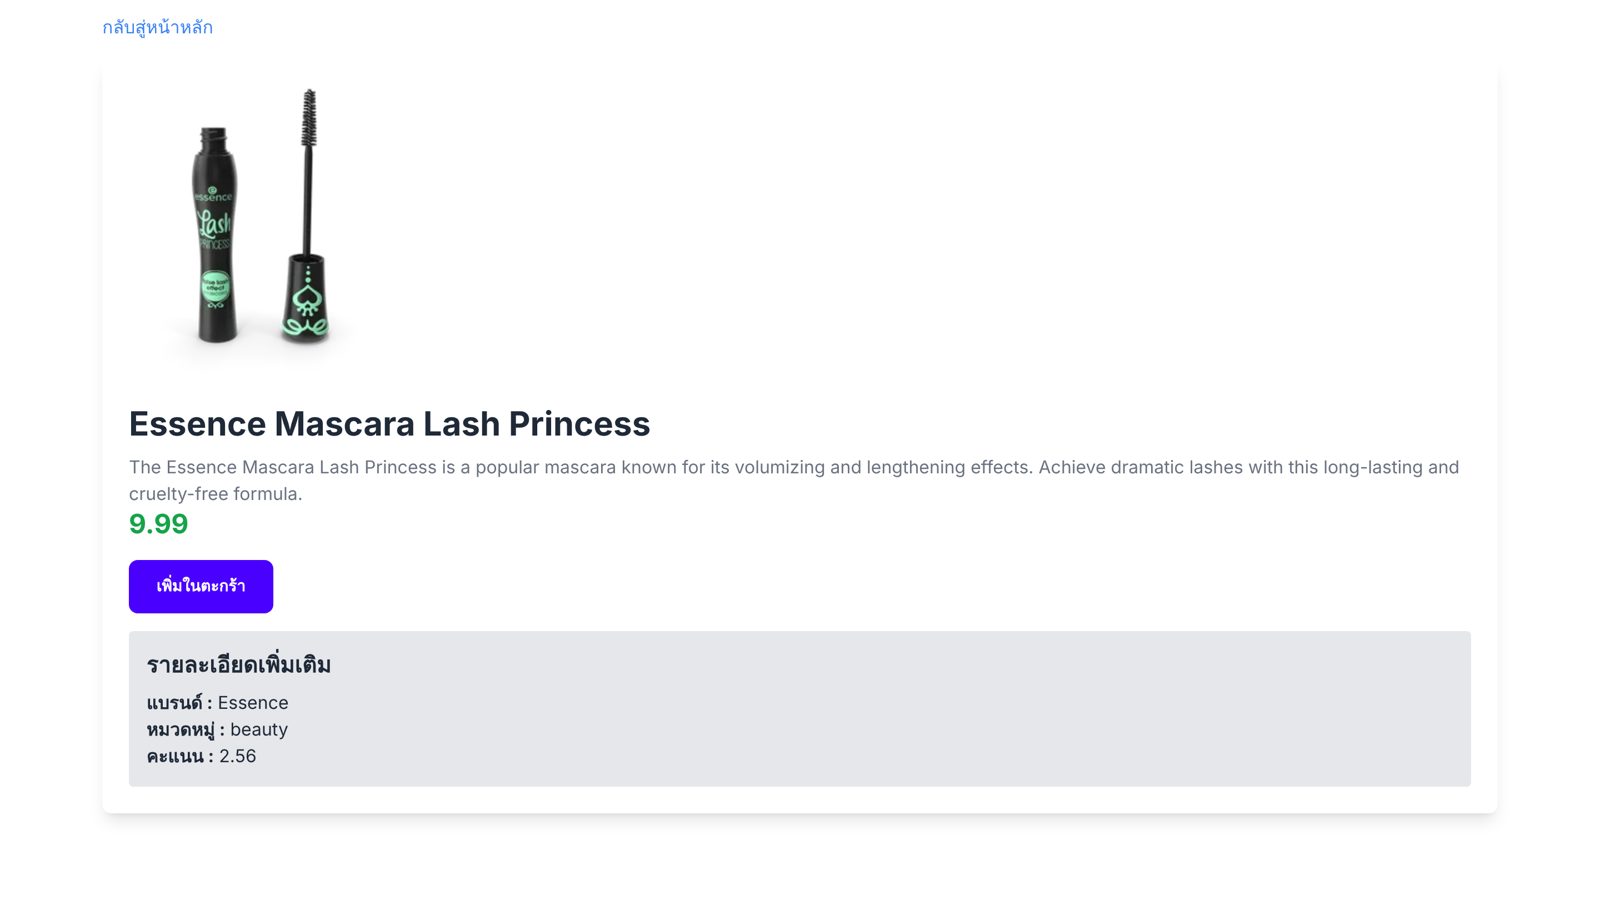 กลับสู่หน้าหลัก
essence
Lash
PRINCESS
false lash
effect
Essence Mascara Lash Princess
The Essence Mascara Lash Princess is a popular mascara known for its volumizing and lengthening effects. Achieve dramatic lashes with this long-lasting and
cruelty-free formula.
9.99
เพิ่มในตะกร้า
รายละเอียดเพิ่มเติม
แบรนด์ : Essence
หมวดหมู่ : beauty
คะแนน : 2.56